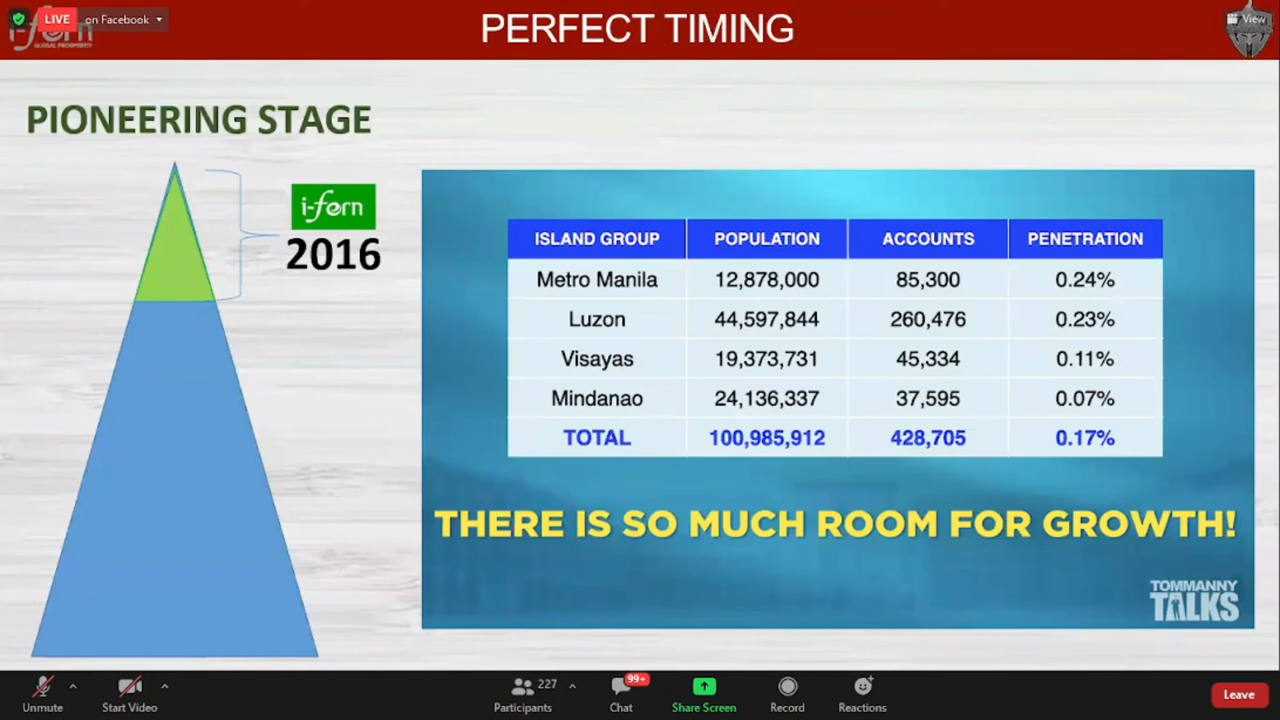 LIVE on Facebook
i-fern
GLOBAL PROSPERITY
PERFECT TIMING
View
PIONEERING STAGE
i-fern
2016
ISLAND GROUP POPULATION ACCOUNTS PENETRATION
Metro Manila 12,878,000 85,300 0.24%
Luzon 44,597,844 260,476 0.23%
Visayas 19,373,731 45,334 0.11%
Mindanao 24,136,337 37,595 0.07%
TOTAL 100,985,912 428,705 0.17%
THERE IS SO MUCH ROOM FOR GROWTH!
TOMMANNY
TALKS
Unmute Start Video Participants 227 Chat 99+ Share Screen Record Reactions Leave